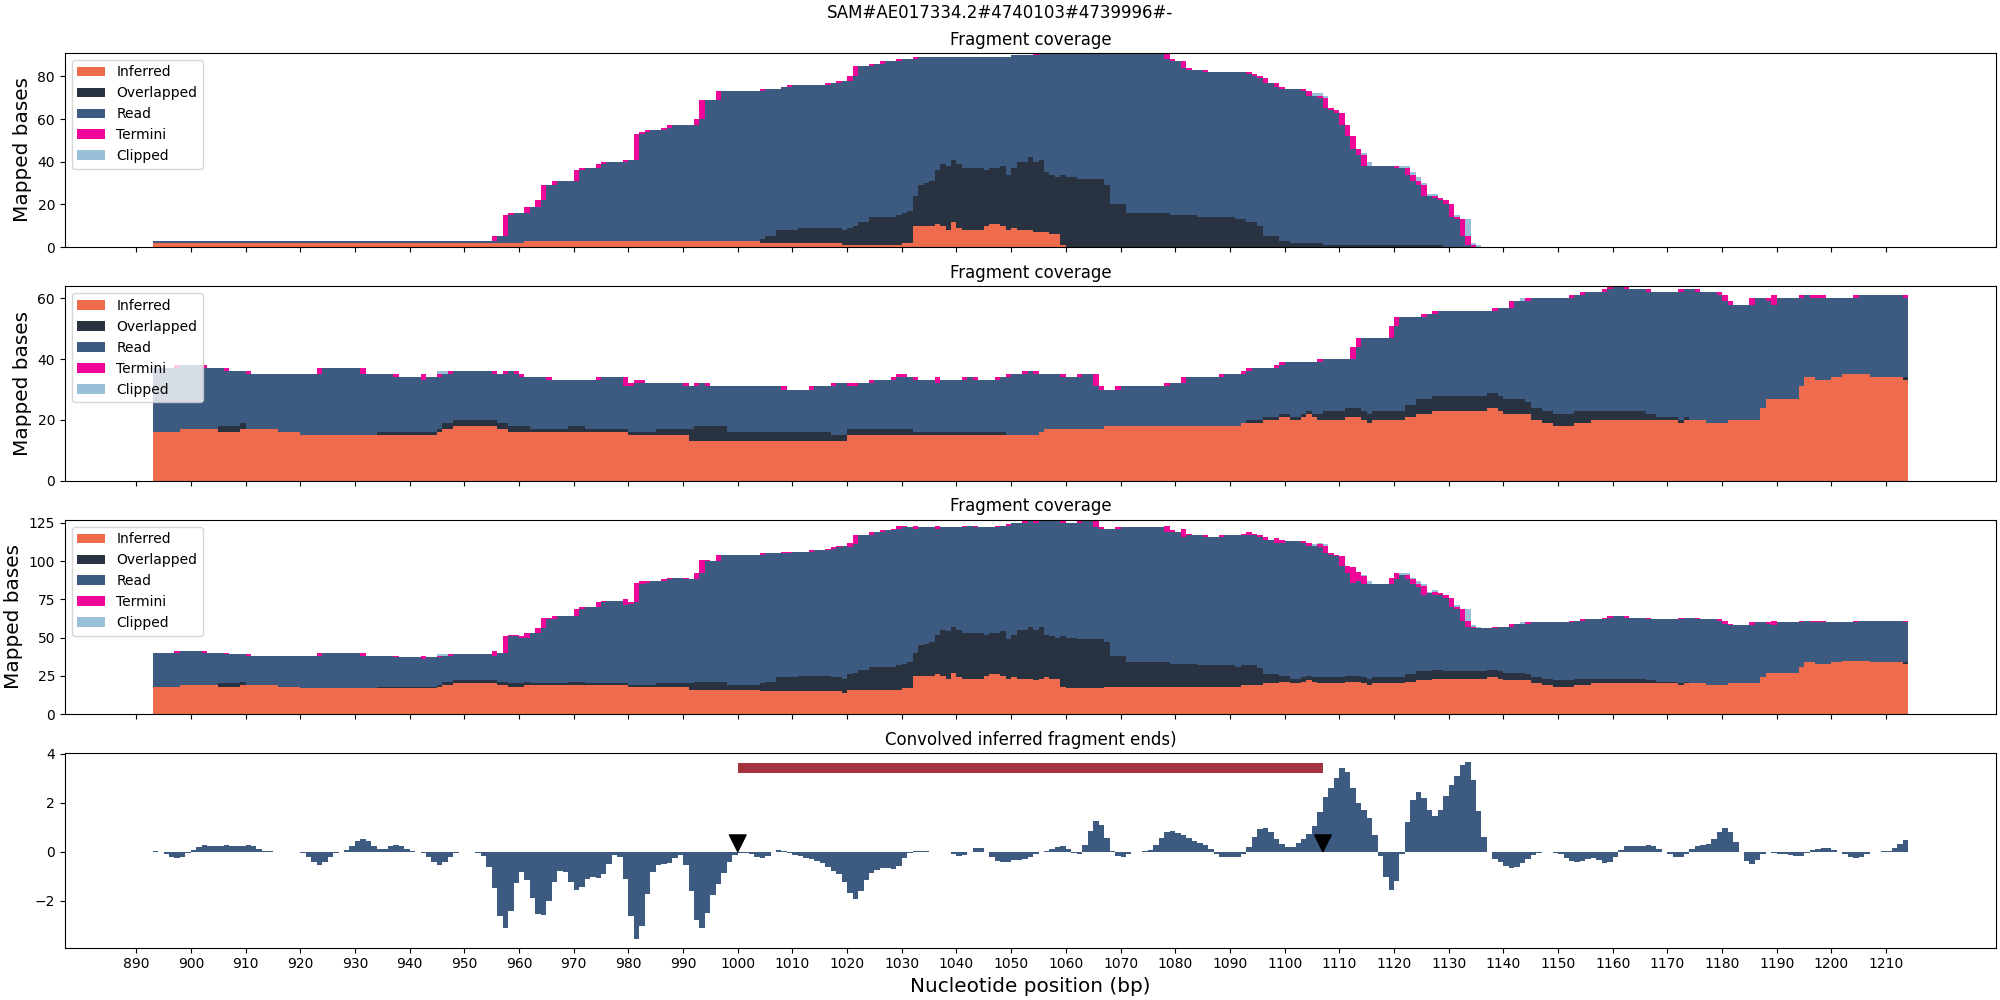 SAM#AE017334.2#4740103#4739996#-
Fragment coverage
Mapped bases
80
60
40
20
0
Inferred
Overlapped
Read
Termini
Clipped
Fragment coverage
Mapped bases
60
40
20
0
Inferred
Overlapped
Read
Termini
Clipped
Fragment coverage
Mapped bases
125
100
75
50
25
0
Inferred
Overlapped
Read
Termini
Clipped
Convolved inferred fragment ends)
4
2
0
−2
890 900 910 920 930 940 950 960 970 980 990 1000 1010 1020 1030 1040 1050 1060 1070 1080 1090 1100 1110 1120 1130 1140 1150 1160 1170 1180 1190 1200 1210
Nucleotide position (bp)